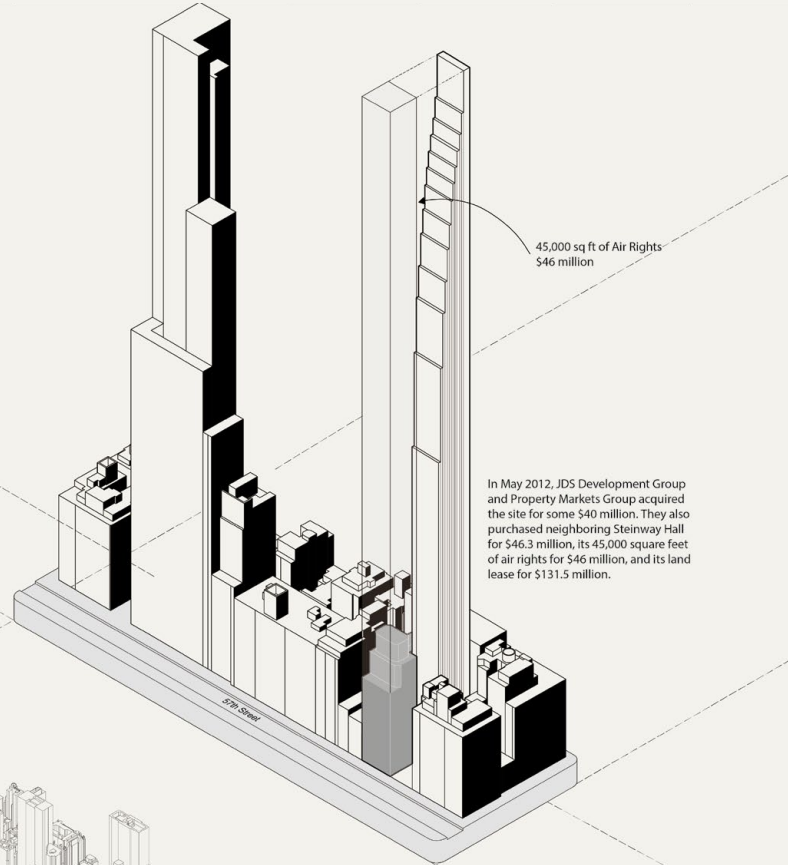 45,000 sq ft of Air Rights
$46 million
In May 2012, JDS Development Group
and Property Markets Group acquired
the site for some $40 million. They also
purchased neighboring Steinway Hall
for $46.3 million, its 45,000 square feet
of air rights for $46 million, and its land
lease for $131.5 million.
57th Street